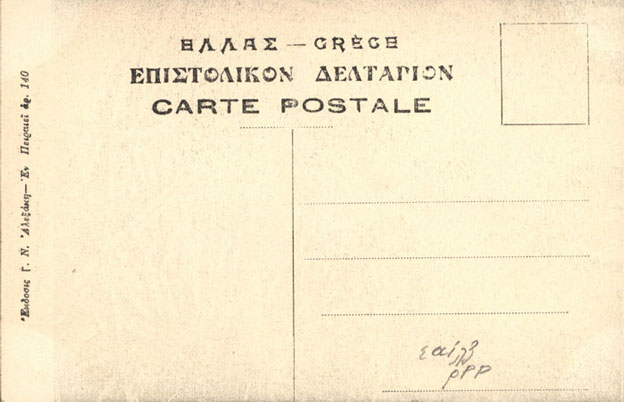 ΕΛΛΑΣ — GRÈCE
ΕΠΙΣΤΟΛΙΚΟΝ ΔΕΛΤΑΡΙΟΝ
CARTE POSTALE
Ἔκδοσις Γ. Ν. Ἀλεξάκη—Ἐν Πειραιεῖ ἀρ. 140